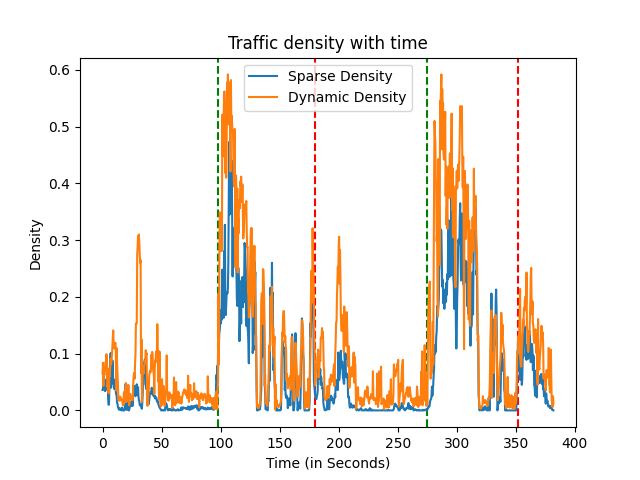 Traffic density with time
Sparse Density
Dynamic Density
Density
0.6
0.5
0.4
0.3
0.2
0.1
0.0
0 50 100 150 200 250 300 350 400
Time (in Seconds)